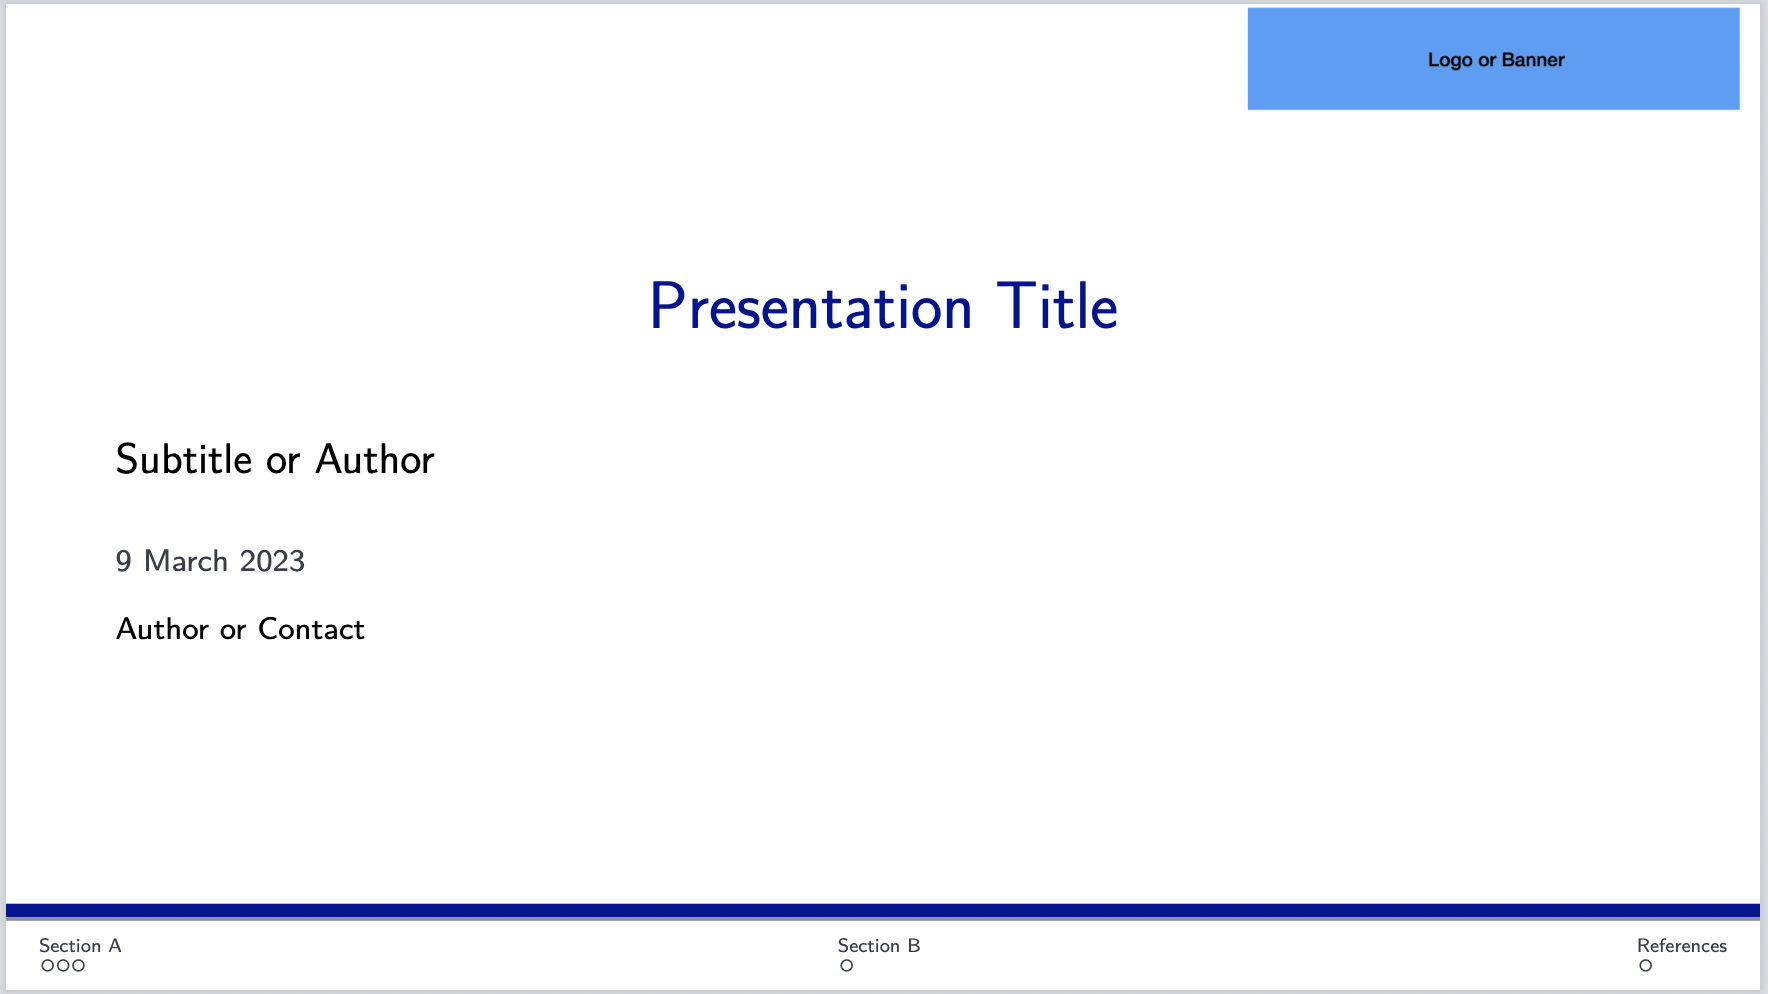 Logo or Banner
Presentation Title
Subtitle or Author
9 March 2023
Author or Contact
Section A
Section B
References